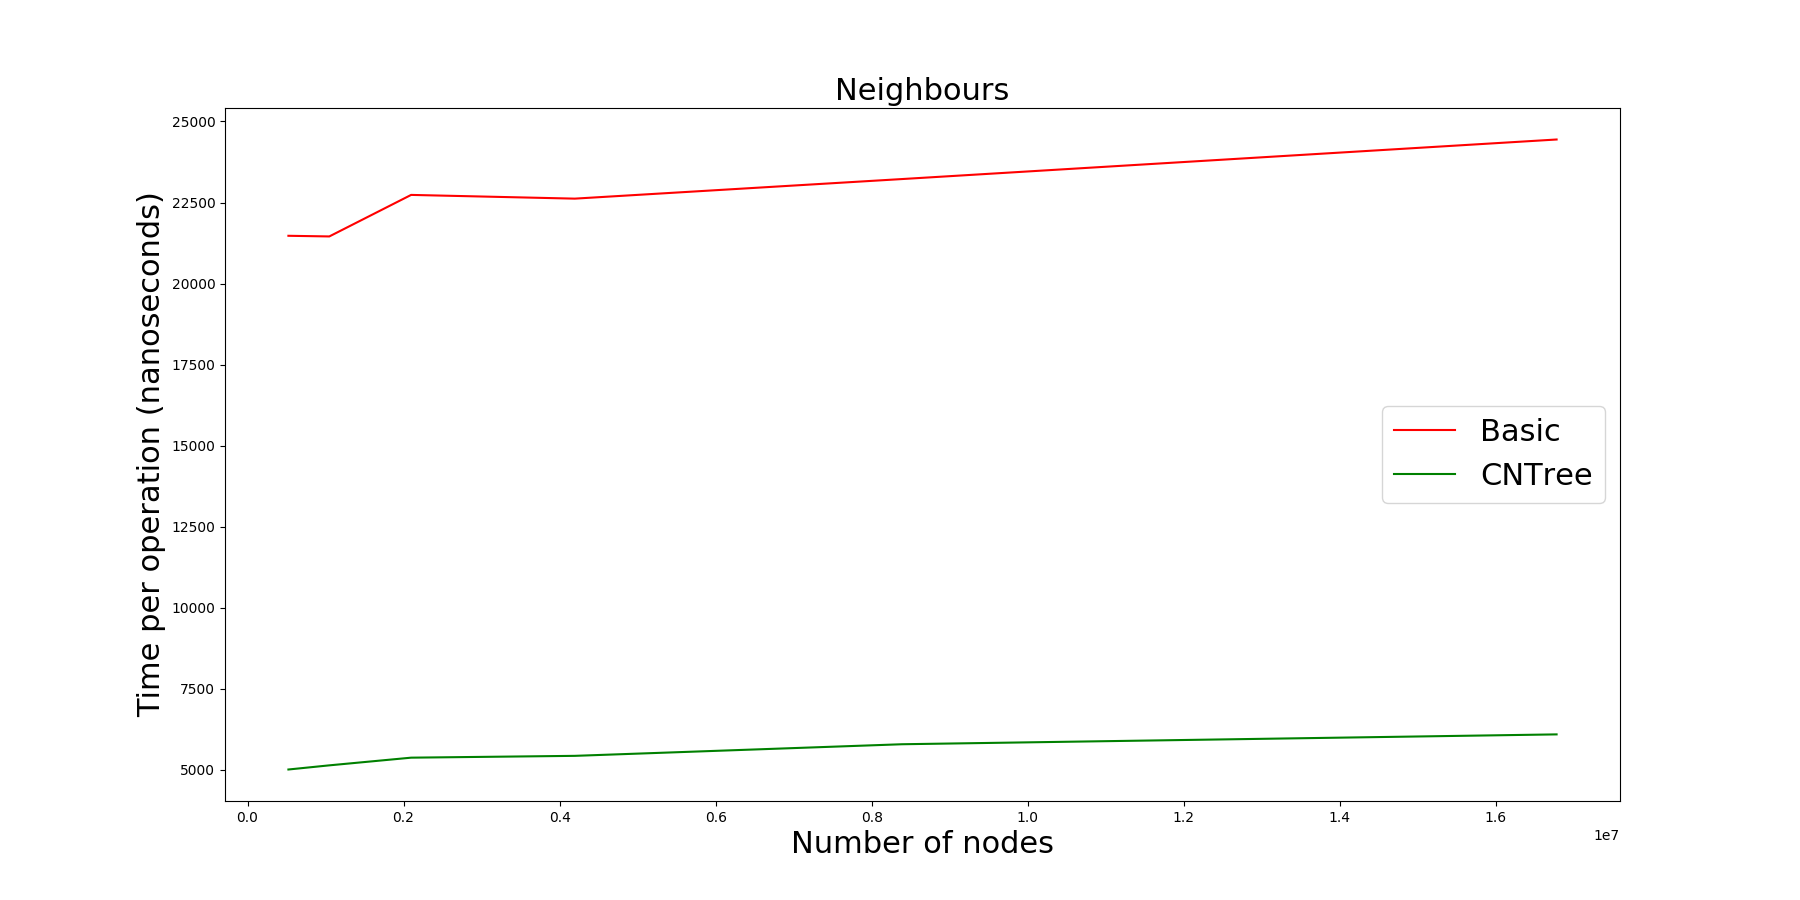 Neighbours
25000
22500
20000
17500
15000
12500
10000
7500
5000
Time per operation (nanoseconds)
Basic
CNTree
0.0 0.2 0.4 0.6 0.8 1.0 1.2 1.4 1.6
1e7
Number of nodes